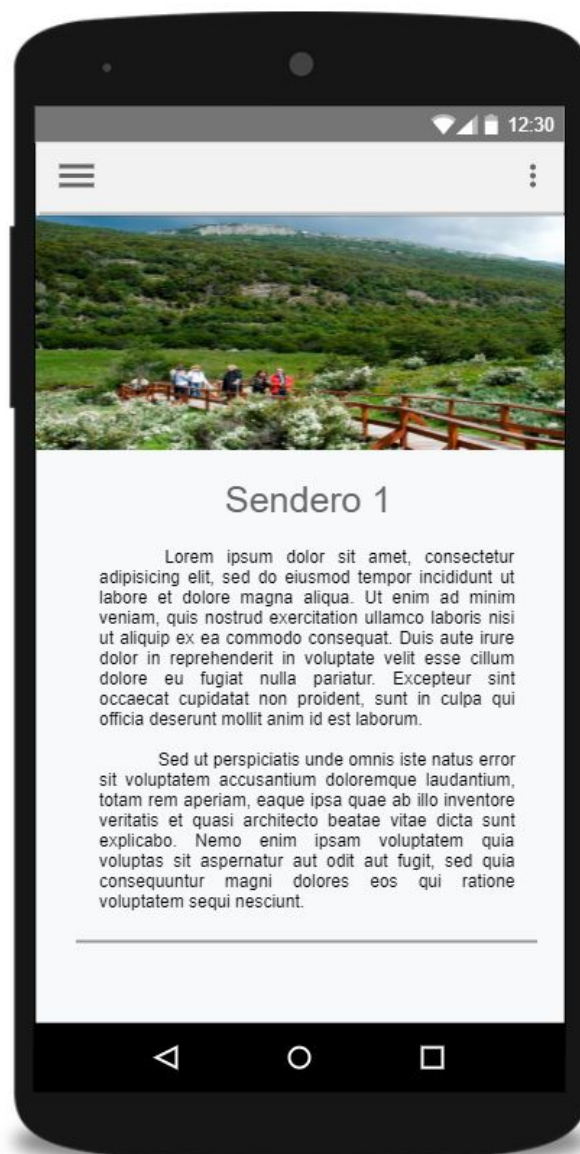 12:30
Sendero 1
Lorem ipsum dolor sit amet, consectetur
adipisicing elit, sed do eiusmod tempor incididunt ut
labore et dolore magna aliqua. Ut enim ad minim
veniam, quis nostrud exercitation ullamco laboris nisi
ut aliquip ex ea commodo consequat. Duis aute irure
dolor in reprehenderit in voluptate velit esse cillum
dolore eu fugiat nulla pariatur. Excepteur sint
occaecat cupidatat non proident, sunt in culpa qui
officia deserunt mollit anim id est laborum.
Sed ut perspiciatis unde omnis iste natus error
sit voluptatem accusantium doloremque laudantium,
totam rem aperiam, eaque ipsa quae ab illo inventore
veritatis et quasi architecto beatae vitae dicta sunt
explicabo. Nemo enim ipsam voluptatem quia
voluptas sit aspernatur aut odit aut fugit, sed quia
consequuntur magni dolores eos qui ratione
voluptatem sequi nesciunt.